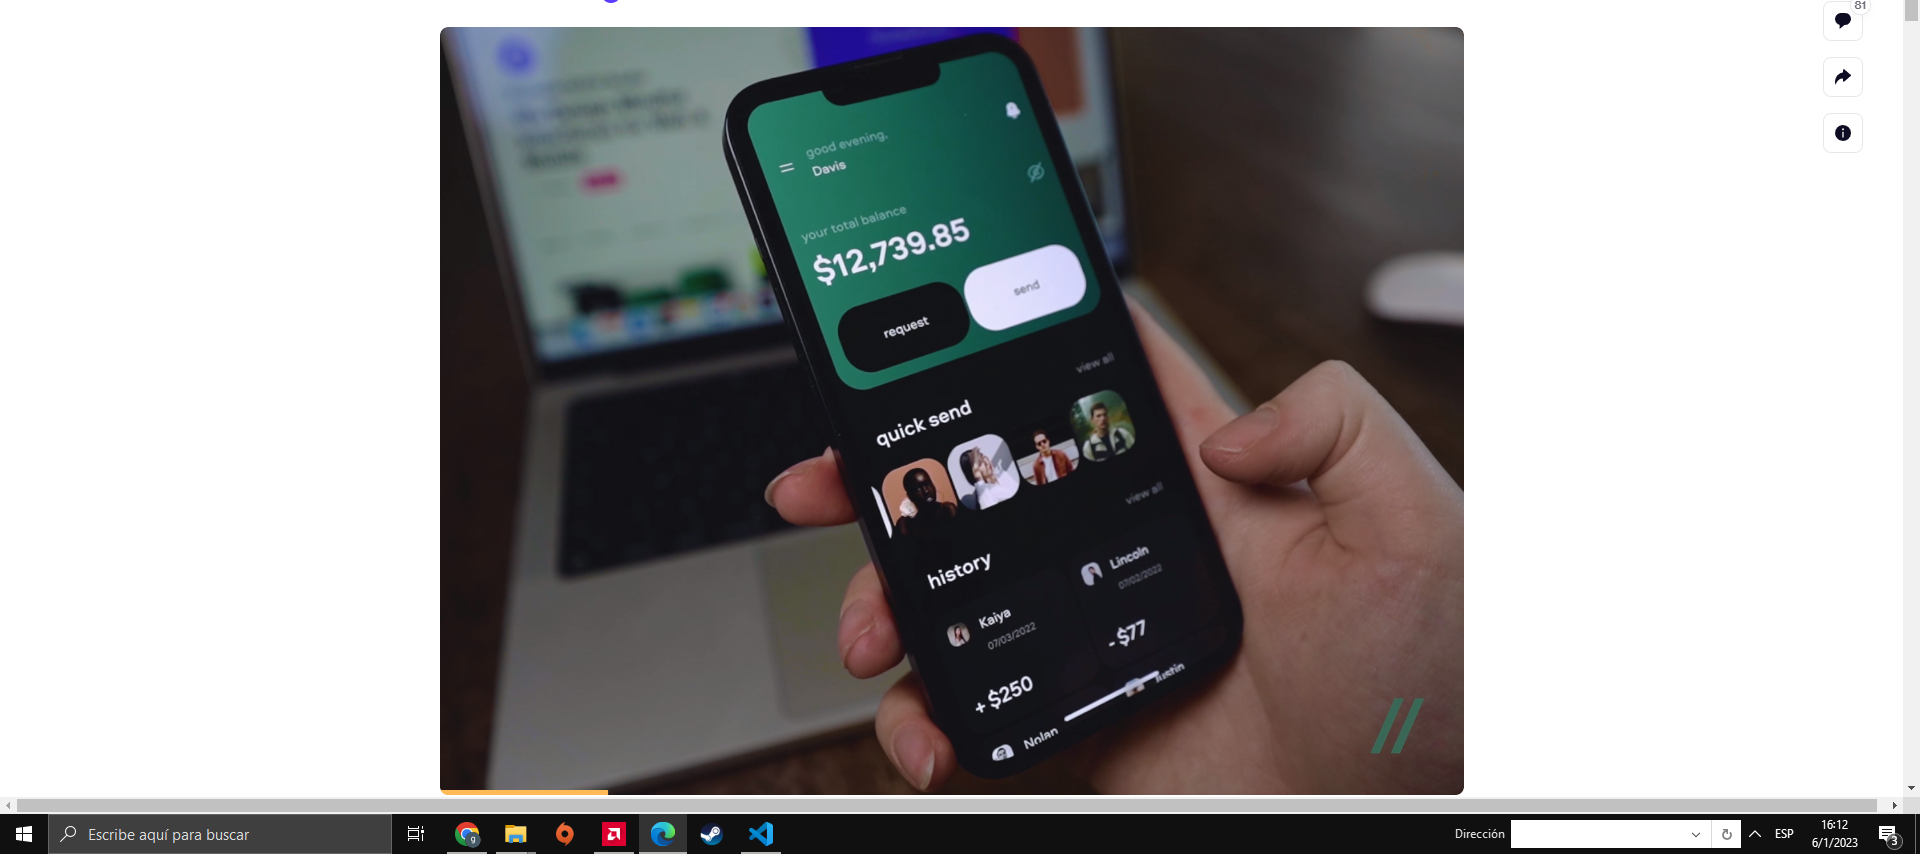 81
good evening,
Davis
your total balance
$12,739.85
request
send
view all
quick send
view all
history
Lincoln
07/02/2022
- $77
Kaiya
07/03/2022
+ $250
Nolan
Escribe aquí para buscar
Dirección
ESP
16:12
6/1/2023
3